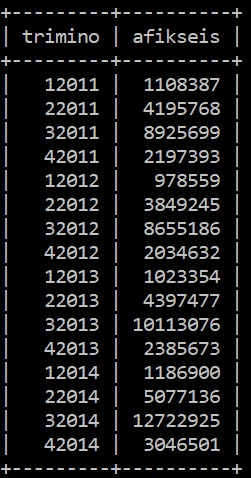 +---------+----------+
| trimino | afikseis |
+---------+----------+
|   12011 |  1108387 |
|   22011 |  4195768 |
|   32011 |  8925699 |
|   42011 |  2197393 |
|   12012 |   978559 |
|   22012 |  3849245 |
|   32012 |  8655186 |
|   42012 |  2034632 |
|   12013 |  1023354 |
|   22013 |  4397477 |
|   32013 | 10113076 |
|   42013 |  2385673 |
|   12014 |  1186900 |
|   22014 |  5077136 |
|   32014 | 12722925 |
|   42014 |  3046501 |
+---------+----------+